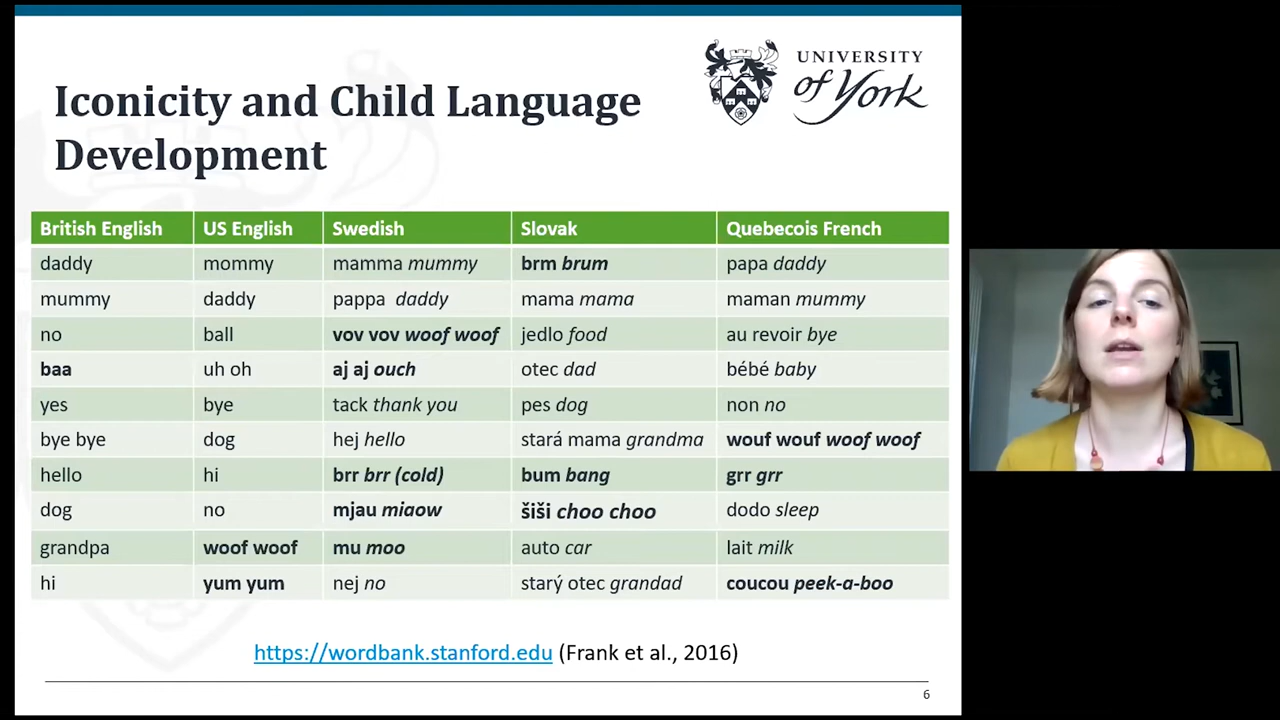 UNIVERSITY
of York
Iconicity and Child Language
Development
British English US English Swedish Slovak Quebecois French
daddy mommy mamma mummy brm brum papa daddy
mummy daddy pappa daddy mama mama maman mummy
no ball vov vov woof woof jedlo food au revoir bye
baa uh oh aj aj ouch otec dad bébé baby
yes bye tack thank you pes dog non no
bye bye dog hej hello stará mama grandma wouf wouf woof woof
hello hi brr brr (cold) bum bang grr grr
dog no mjau miaow šiši choo choo dodo sleep
grandpa woof woof mu moo auto car lait milk
hi yum yum nej no starý otec grandad coucou peek-a-boo
https://wordbank.stanford.edu (Frank et al., 2016)
6